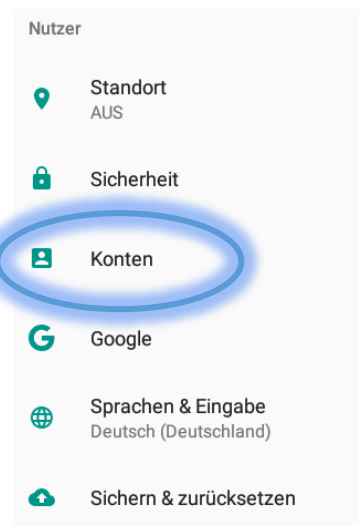 Nutzer
Standort
AUS
Sicherheit
Konten
Google
Sprachen & Eingabe
Deutsch (Deutschland)
Sichern & zurücksetzen